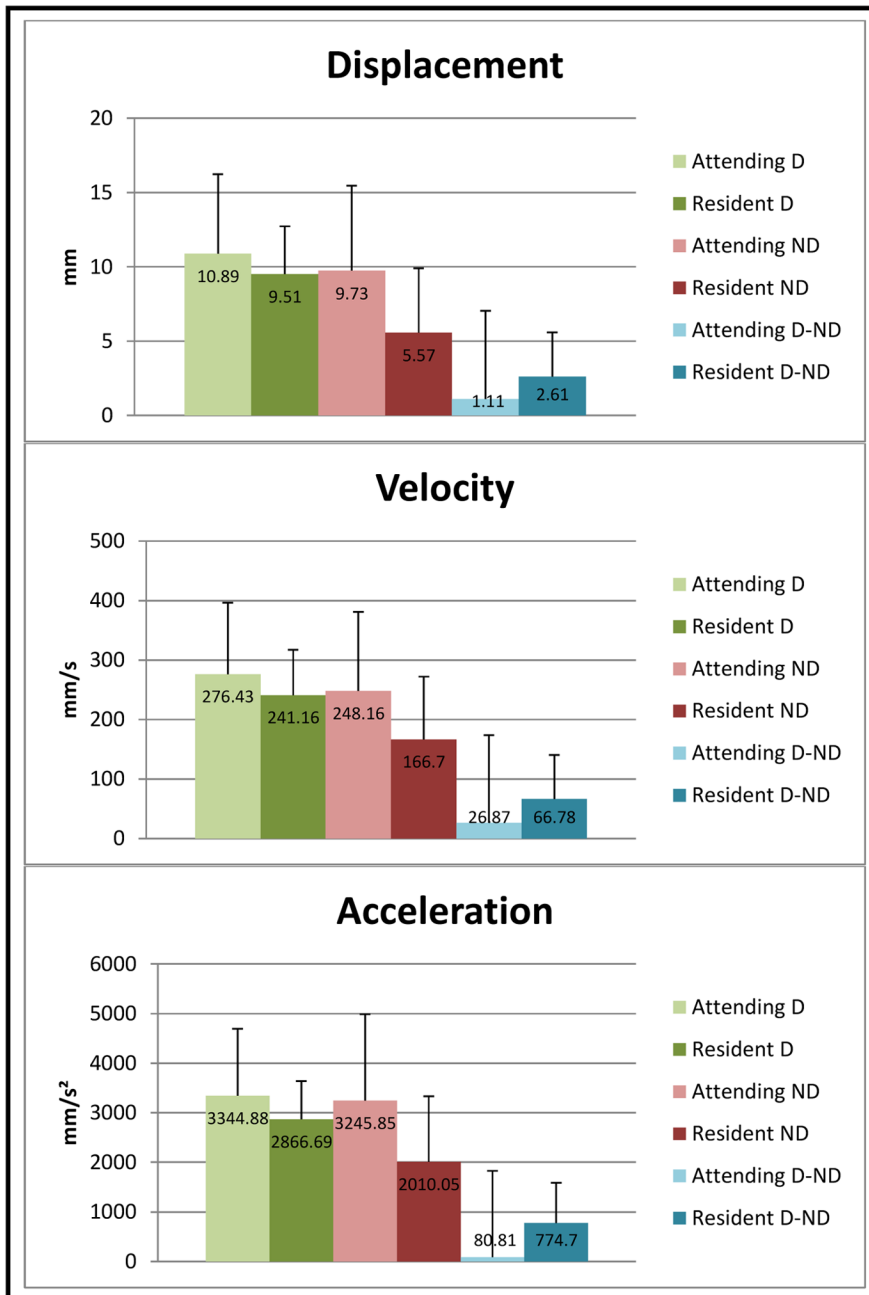 Displacement
20
15
10
5
0
mm
10.89
9.51
9.73
5.57
1.11
2.61
Attending D
Resident D
Attending ND
Resident ND
Attending D-ND
Resident D-ND
Velocity
500
400
300
200
100
0
mm/s
276.43
241.16
248.16
166.7
26.87
66.78
Attending D
Resident D
Attending ND
Resident ND
Attending D-ND
Resident D-ND
Acceleration
6000
5000
4000
3000
2000
1000
0
mm/s²
3344.88
2866.69
3245.85
2010.05
80.81
774.7
Attending D
Resident D
Attending ND
Resident ND
Attending D-ND
Resident D-ND